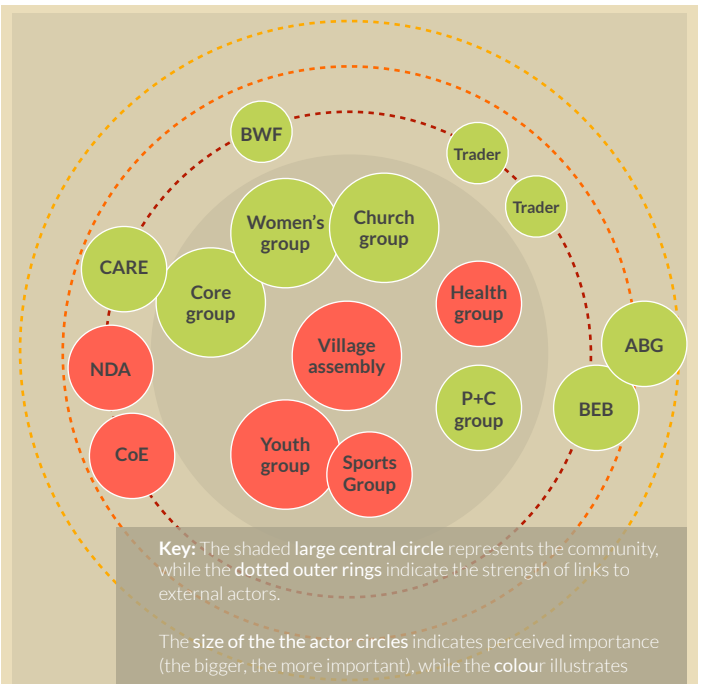 BWF
Trader
Trader
Women's
group
Church
group
CARE
Core
group
Health
group
Village
assembly
ABG
NDA
P+C
group
BEB
CoE
Youth
group
Sports
Group
Key: The shaded large central circle represents the community,
while the dotted outer rings indicate the strength of links to
external actors.
The size of the the actor circles indicates perceived importance
(the bigger, the more important), while the colour illustrates